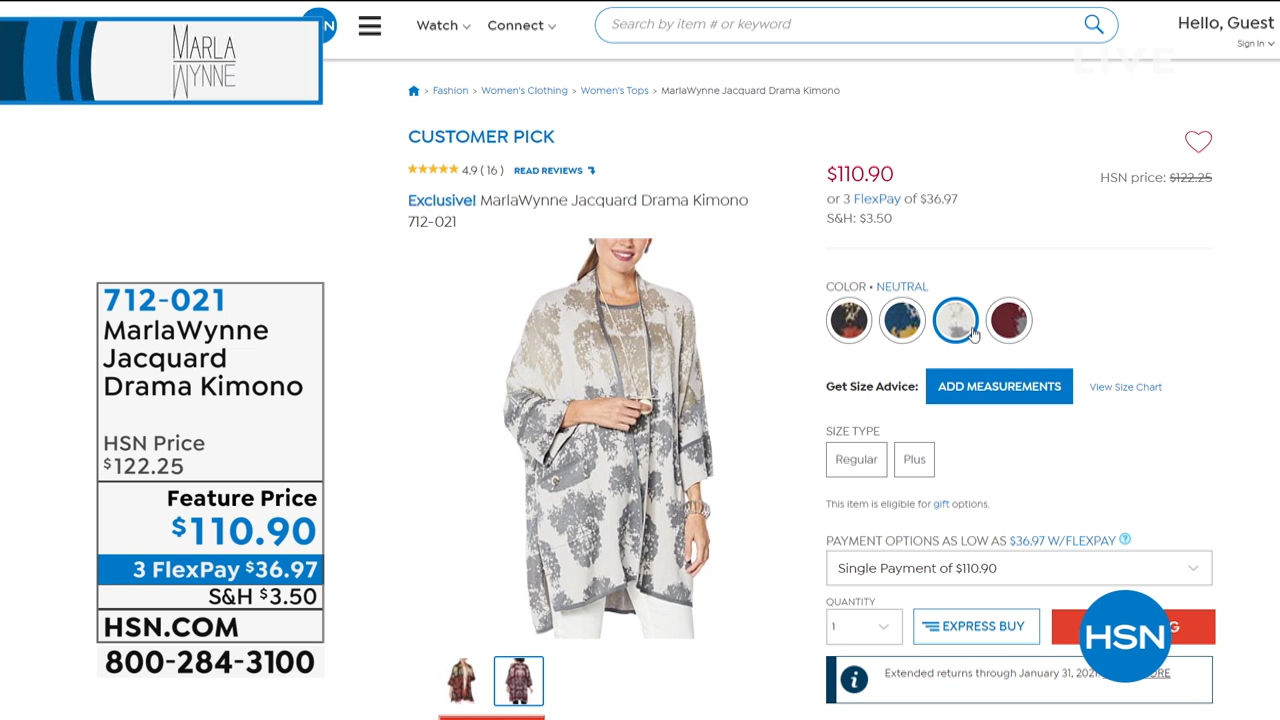 MARLA
WYNNE
Watch
Connect
Search by item # or keyword
Hello, Guest
Sign In
LIVE
> Fashion > Women's Clothing > Women's Tops > MarlaWynne Jacquard Drama Kimono
CUSTOMER PICK
4.9 ( 16 ) READ REVIEWS
Exclusive! MarlaWynne Jacquard Drama Kimono
712-021
$110.90
HSN price: $122.25
or 3 FlexPay of $36.97
S&H: $3.50
COLOR • NEUTRAL
Get Size Advice: ADD MEASUREMENTS View Size Chart
SIZE TYPE
Regular Plus
This item is eligible for gift options.
PAYMENT OPTIONS AS LOW AS $36.97 W/FLEXPAY ?
Single Payment of $110.90
QUANTITY
1
EXPRESS BUY
HSN
i Extended returns through January 31, 2021.
712-021
MarlaWynne
Jacquard
Drama Kimono
HSN Price
$122.25
Feature Price
$110.90
3 FlexPay $36.97
S&H $3.50
HSN.COM
800-284-3100